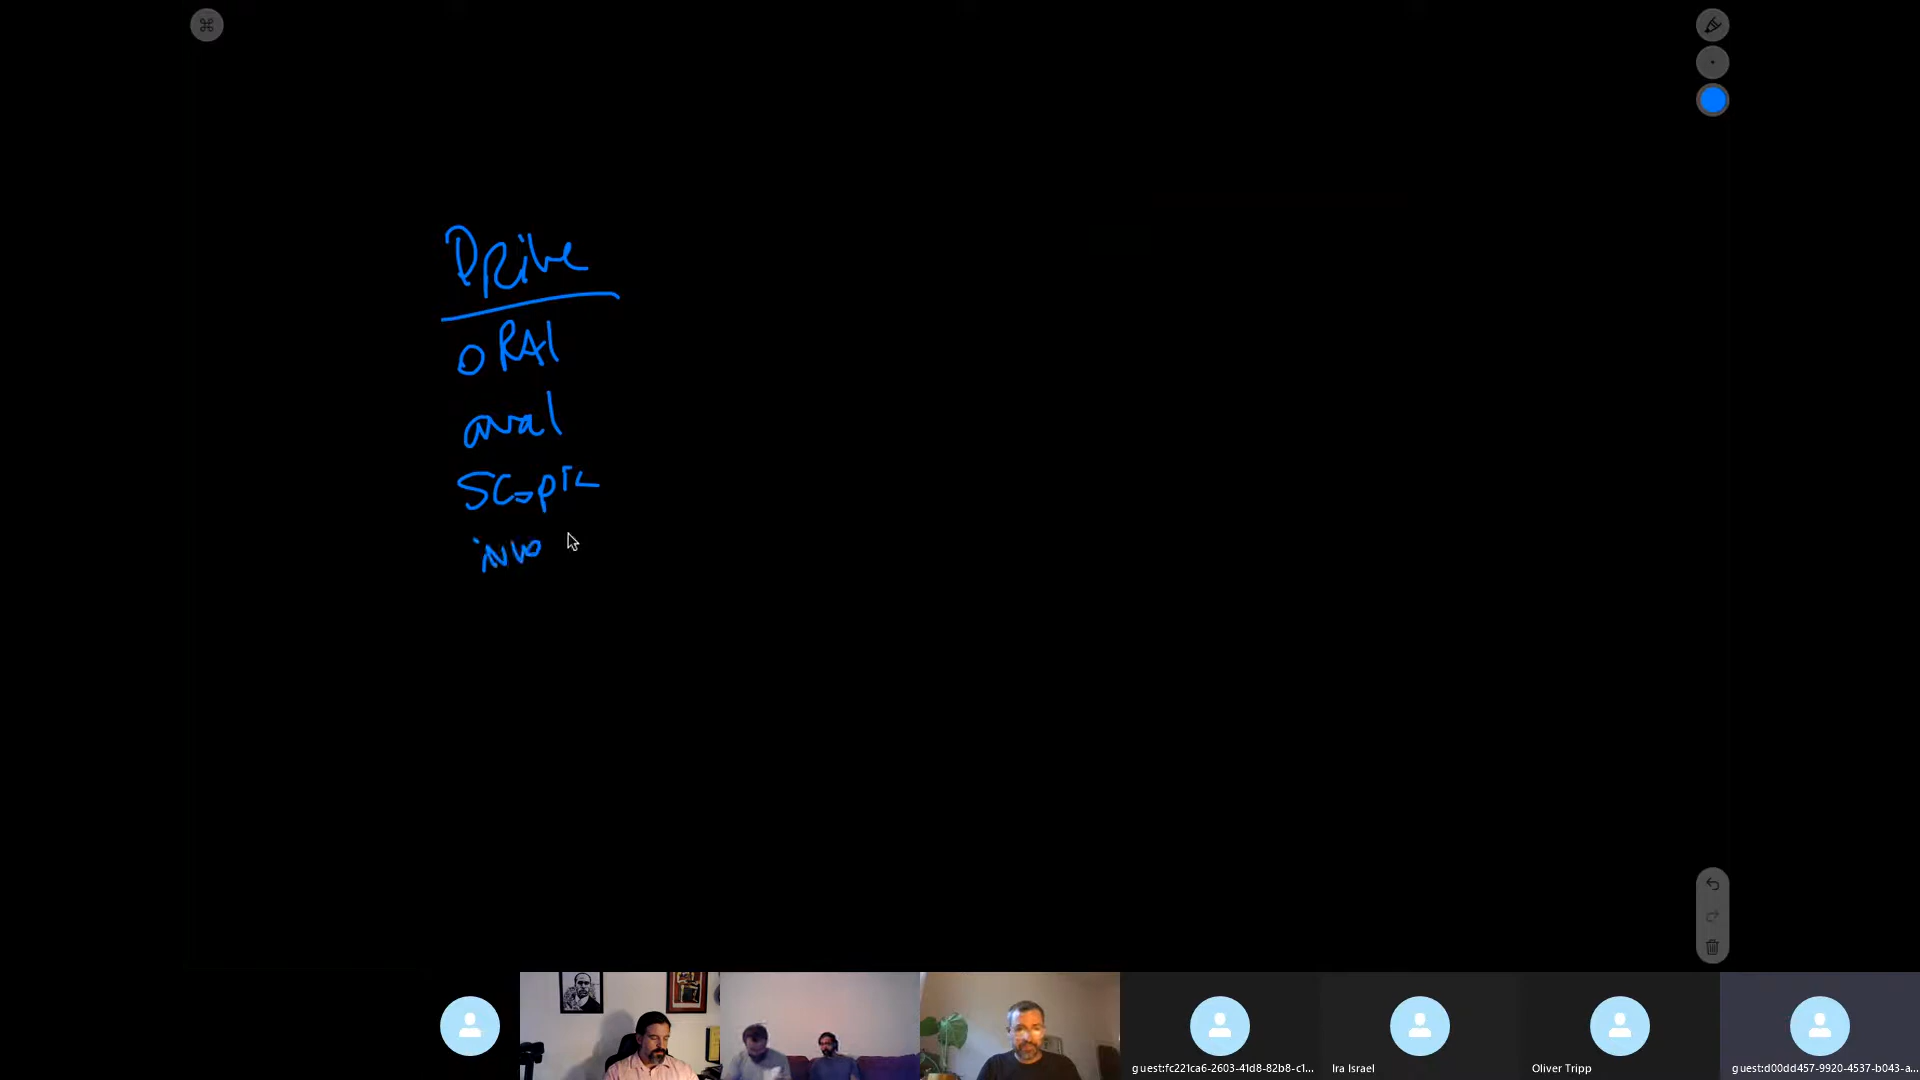 Drive
ORAl
anal
Scopic
invo
guest:fc221ca6-2603-41d8-82b8-c1...
Ira Israel
Oliver Tripp
guest:d00dd457-9920-4537-b043-a...